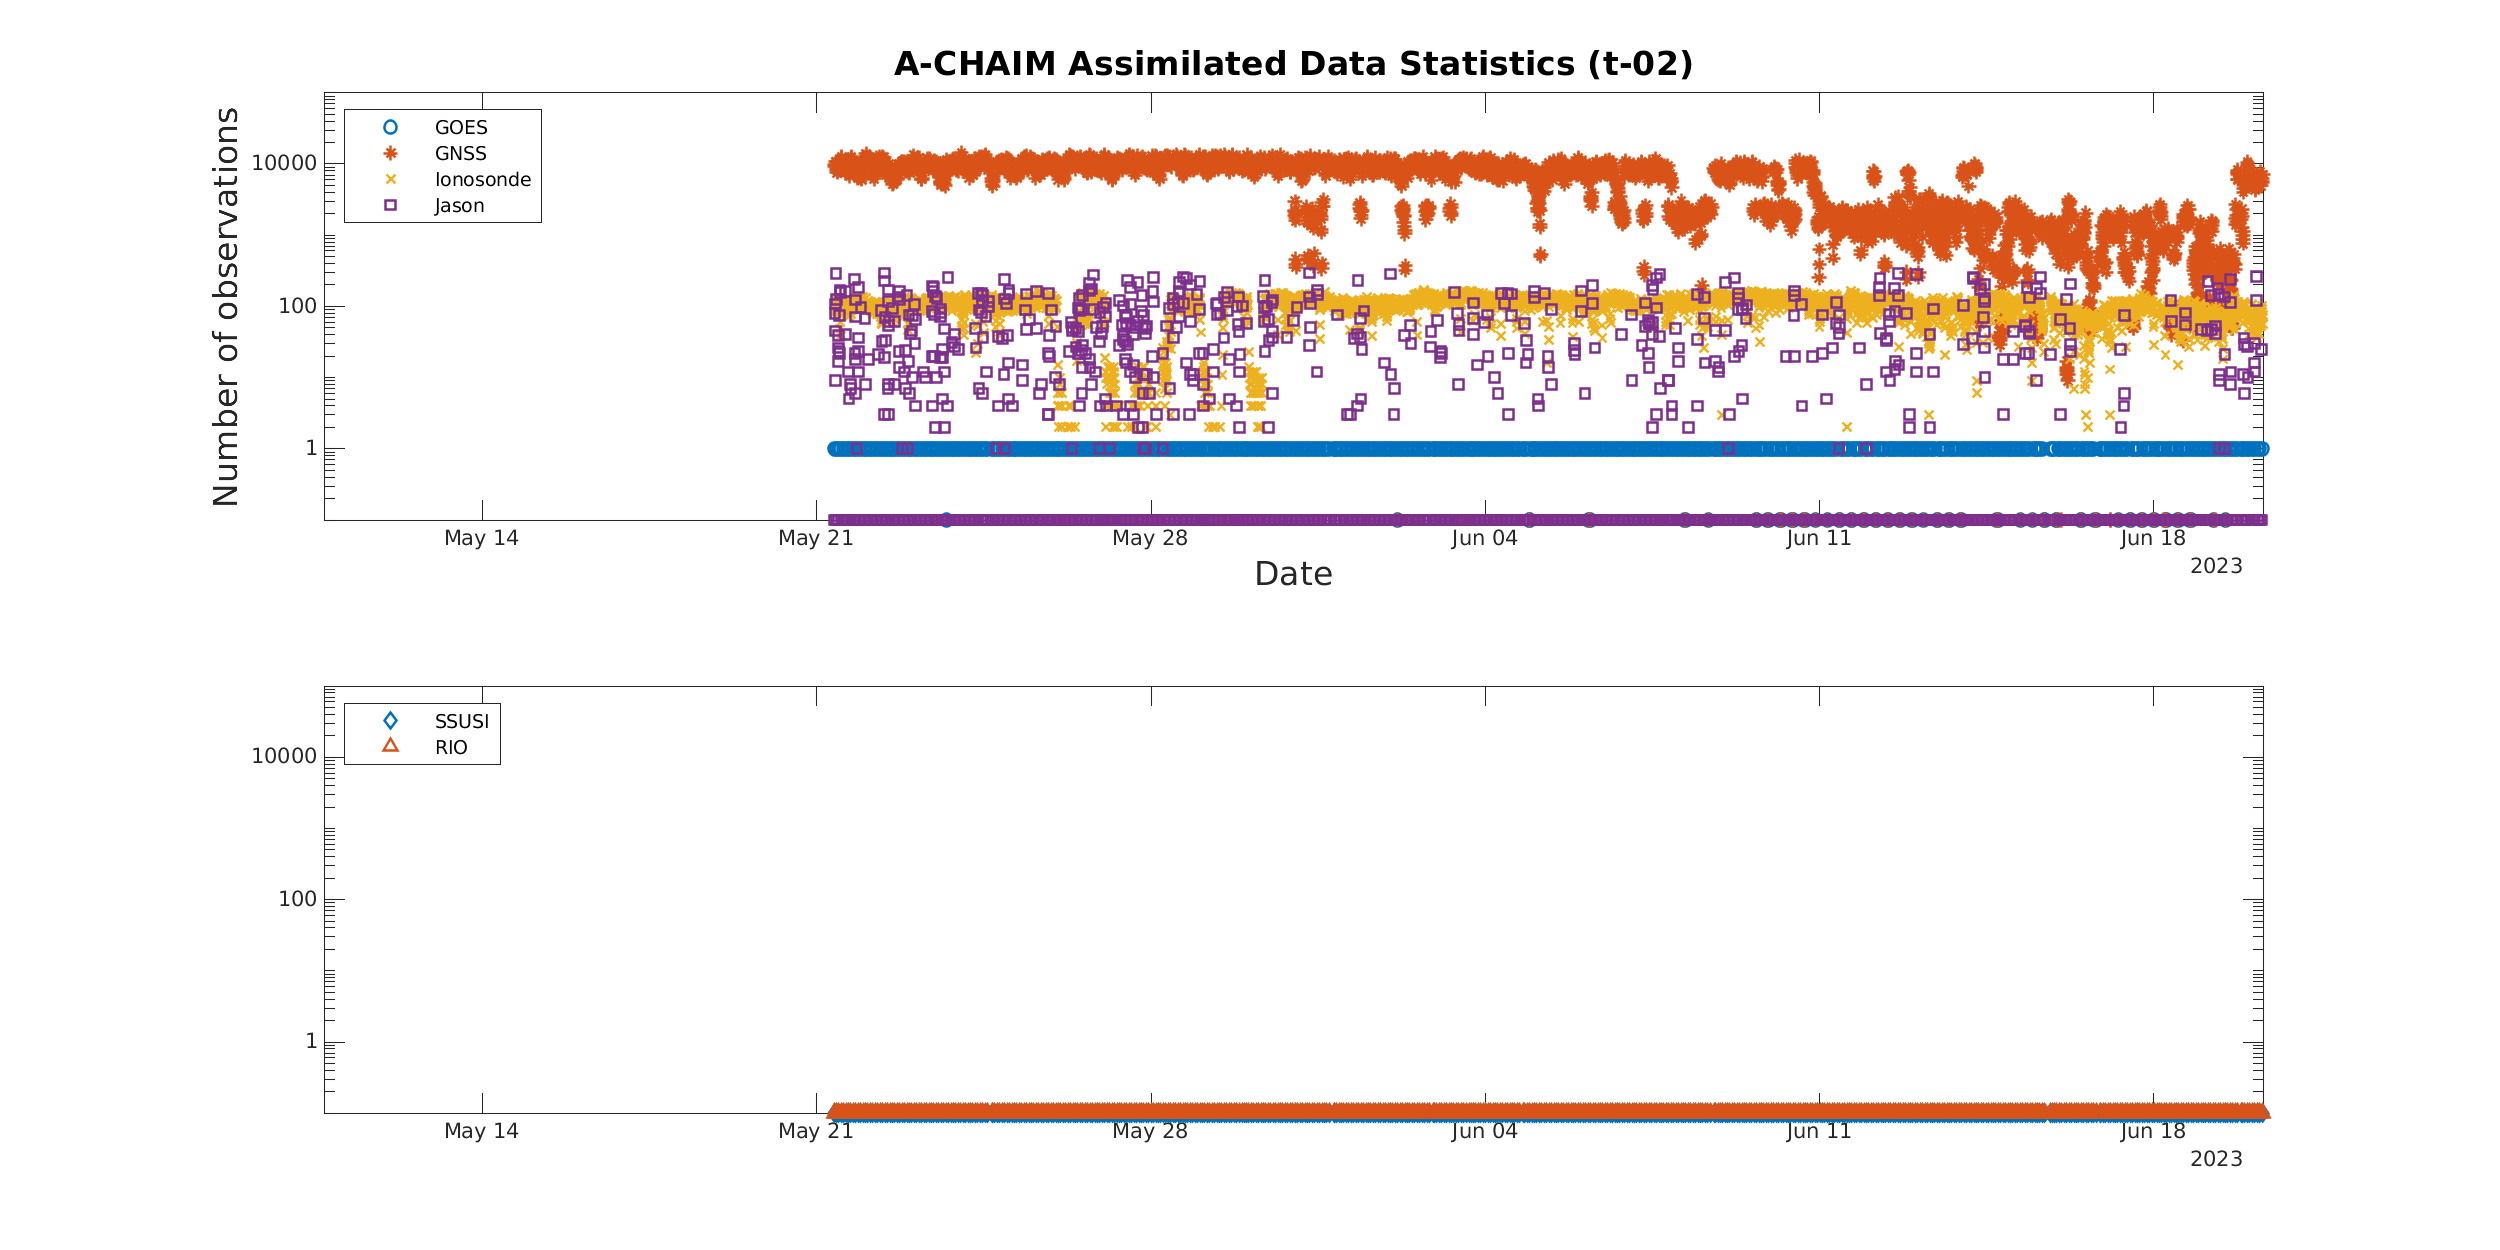 A-CHAIM Assimilated Data Statistics (t-02)
Number of observations
10000
100
1
GOES
GNSS
Ionosonde
Jason
May 14 May 21 May 28 Jun 04 Jun 11 Jun 18
2023
Date
10000
100
1
SSUSI
RIO
May 14 May 21 May 28 Jun 04 Jun 11 Jun 18
2023